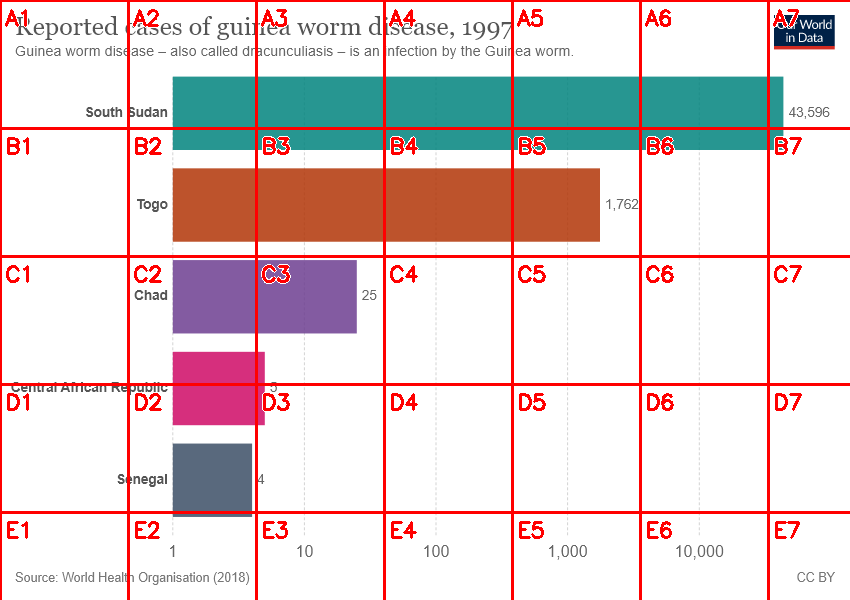 Reported cases of guinea worm disease, 1997
Our World
in Data
Guinea worm disease – also called dracunculiasis – is an infection by the Guinea worm.
South Sudan
43,596
Togo
1,762
Chad
25
Central African Republic
5
Senegal
4
1
10
100
1,000
10,000
Source: World Health Organisation (2018)
CC BY
A1 A2 A3 A4 A5 A6 A7
B1 B2 B3 B4 B5 B6 B7
C1 C2 C3 C4 C5 C6 C7
D1 D2 D3 D4 D5 D6 D7
E1 E2 E3 E4 E5 E6 E7